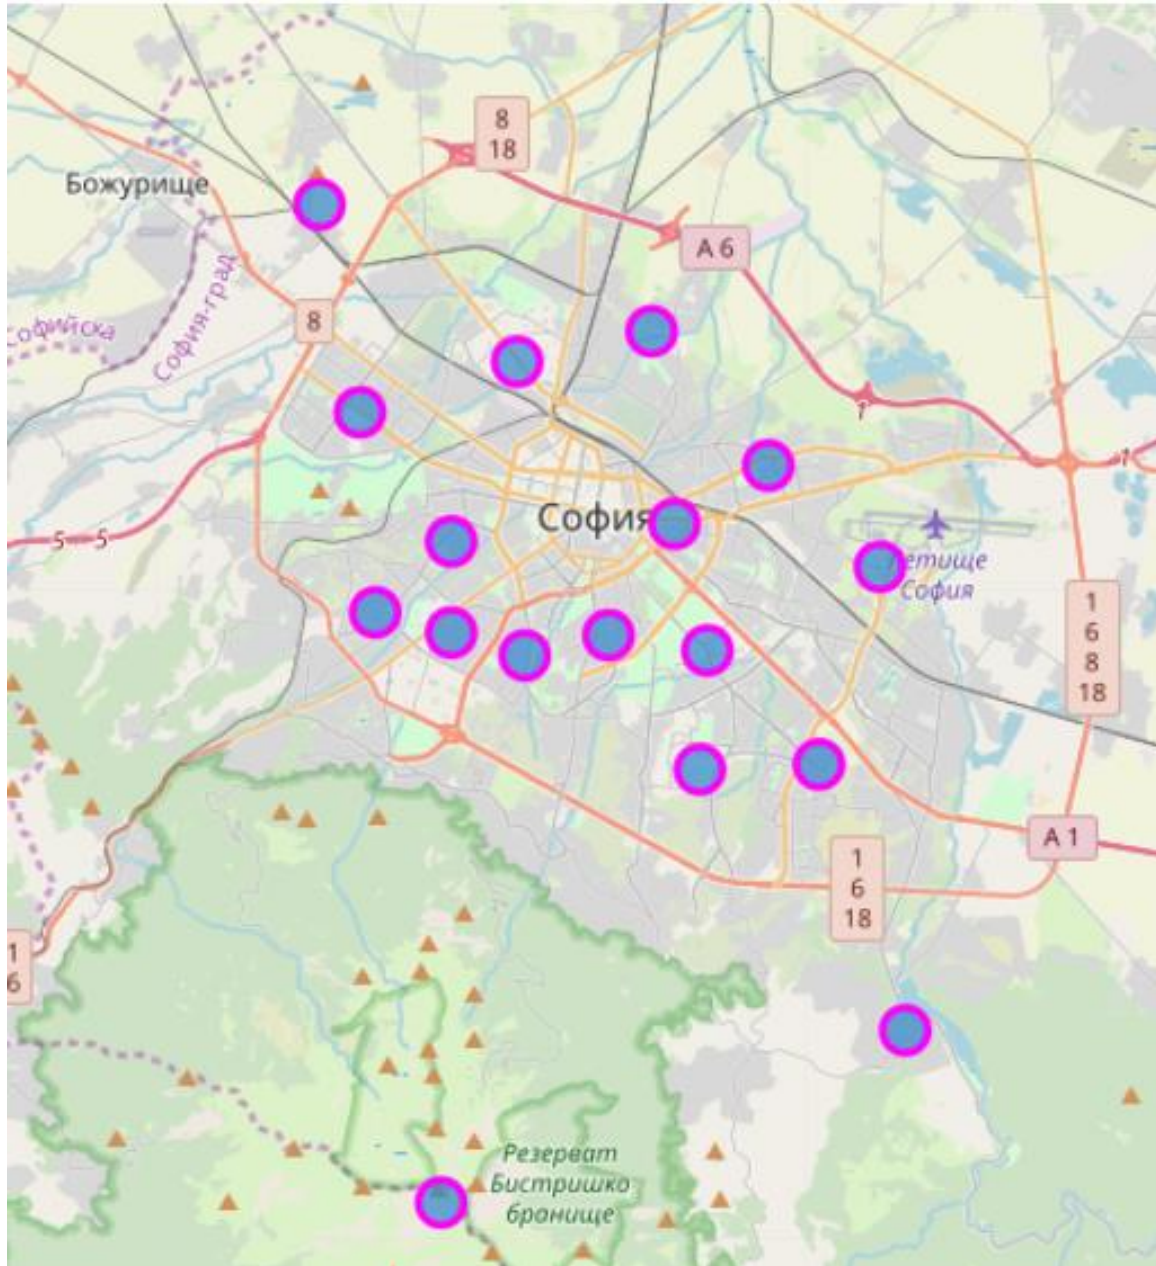 8
18
Божурище
А 6
София-град
Софийска
8
София
5
5
1
1
летище
София
1
6
8
18
А 1
1
6
18
1
6
Резерват
Бистришко
бранище